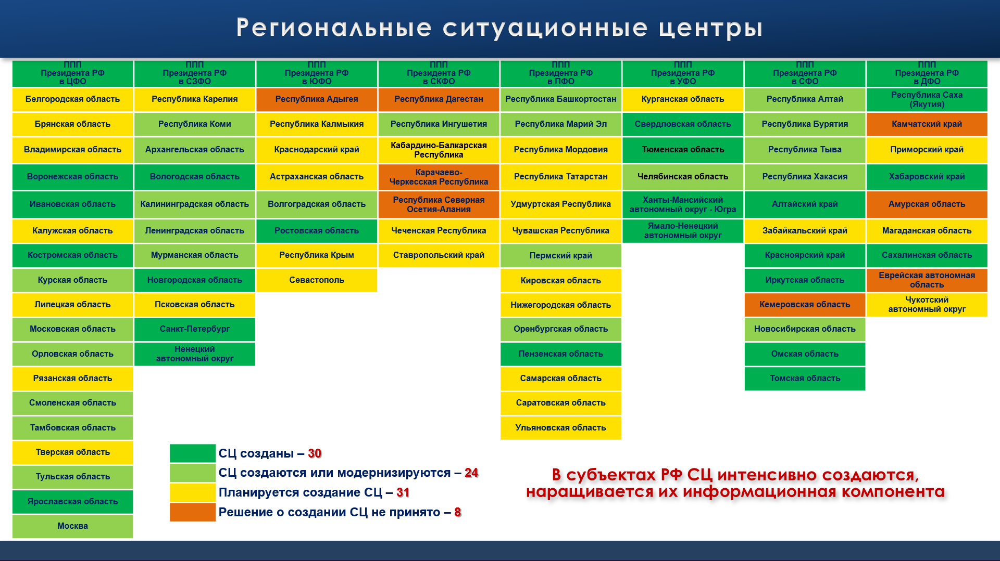 Региональные ситуационные центры
ППП
Президента РФ
в ЦФО
ППП
Президента РФ
в СЗФО
ППП
Президента РФ
в ЮФО
ППП
Президента РФ
в СКФО
ППП
Президента РФ
в ПФО
ППП
Президента РФ
в УФО
ППП
Президента РФ
в СФО
ППП
Президента РФ
в ДФО
Белгородская область
Республика Карелия
Республика Адыгея
Республика Дагестан
Республика Башкортостан
Курганская область
Республика Алтай
Республика Саха
(Якутия)
Брянская область
Республика Коми
Республика Калмыкия
Республика Ингушетия
Республика Марий Эл
Свердловская область
Республика Бурятия
Камчатский край
Владимирская область
Архангельская область
Краснодарский край
Кабардино-Балкарская
Республика
Республика Мордовия
Тюменская область
Республика Тыва
Приморский край
Воронежская область
Вологодская область
Астраханская область
Карачаево-
Черкесская Республика
Республика Татарстан
Челябинская область
Республика Хакасия
Хабаровский край
Ивановская область
Калининградская область
Волгоградская область
Республика Северная
Осетия-Алания
Удмуртская Республика
Ханты-Мансийский
автономный округ - Югра
Алтайский край
Амурская область
Калужская область
Ленинградская область
Ростовская область
Чеченская Республика
Чувашская Республика
Ямало-Ненецкий
автономный округ
Забайкальский край
Магаданская область
Костромская область
Мурманская область
Республика Крым
Ставропольский край
Пермский край
Красноярский край
Сахалинская область
Курская область
Новгородская область
Севастополь
Кировская область
Иркутская область
Еврейская автономная
область
Липецкая область
Псковская область
Нижегородская область
Кемеровская область
Чукотский
автономный округ
Московская область
Санкт-Петербург
Оренбургская область
Новосибирская область
Орловская область
Ненецкий
автономный округ
Пензенская область
Омская область
Рязанская область
Самарская область
Томская область
Смоленская область
Саратовская область
Тамбовская область
Ульяновская область
Тверская область
Тульская область
Ярославская область
Москва
СЦ созданы – 30
СЦ создаются или модернизируются – 24
Планируется создание СЦ – 31
Решение о создании СЦ не принято – 8
В субъектах РФ СЦ интенсивно создаются,
наращивается их информационная компонента